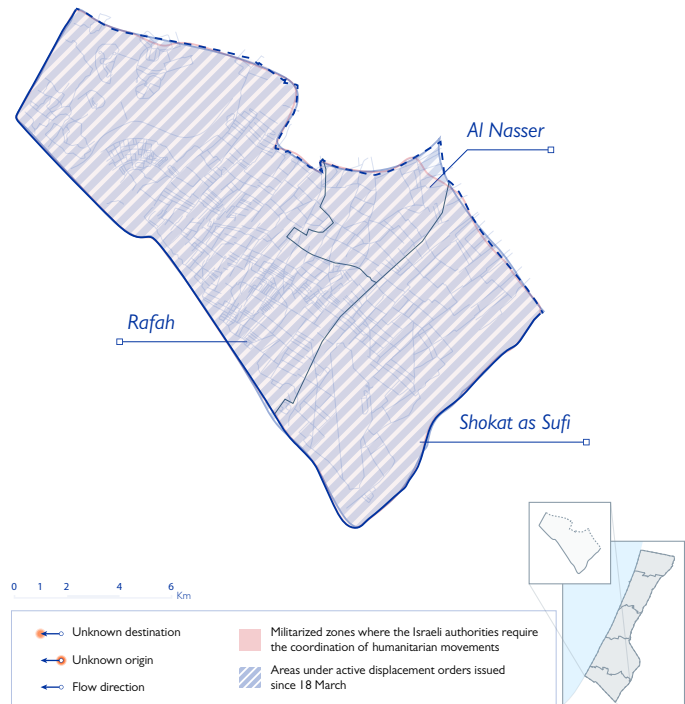 Al Nasser
Rafah
Shokat as Sufi
0 1 2 4 6
Km
Unknown destination
Unknown origin
Flow direction
Militarized zones where the Israeli authorities require
the coordination of humanitarian movements
Areas under active displacement orders issued
since 18 March